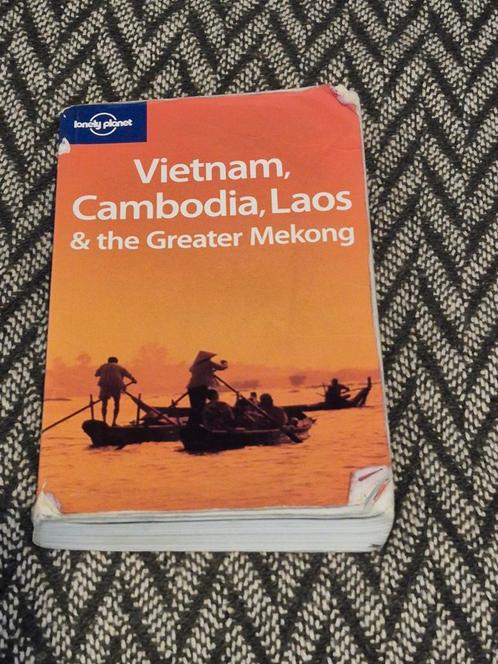 lonely planet
Vietnam,
Cambodia, Laos
& the Greater Mekong